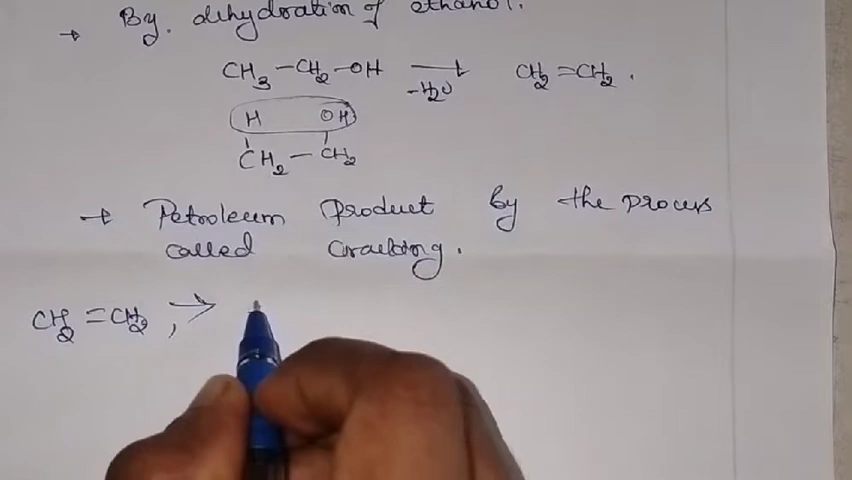 → By. dihydration of ethanol.
CH3 – CH2 – OH —→ CH2 = CH2 .
-H2O
H OH
CH2 – CH2
→ Petroleum Product by the process
called Cracking.
CH2 = CH2 , →